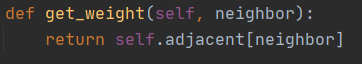 def get_weight(self, neighbor):
    return self.adjacent[neighbor]